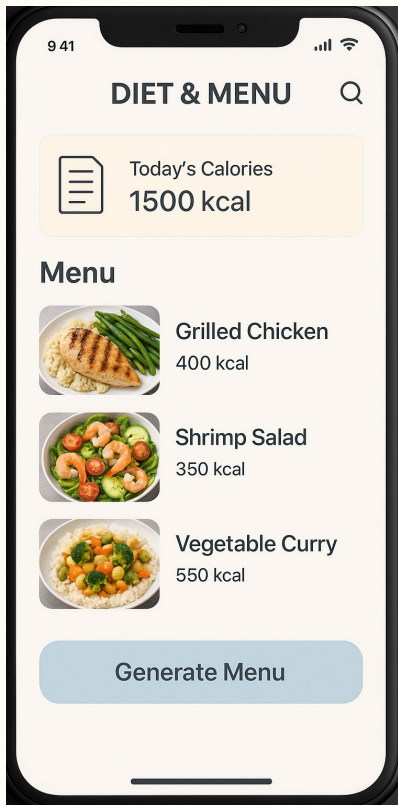 9 41
DIET & MENU
Today's Calories
1500 kcal
Menu
Grilled Chicken
400 kcal
Shrimp Salad
350 kcal
Vegetable Curry
550 kcal
Generate Menu